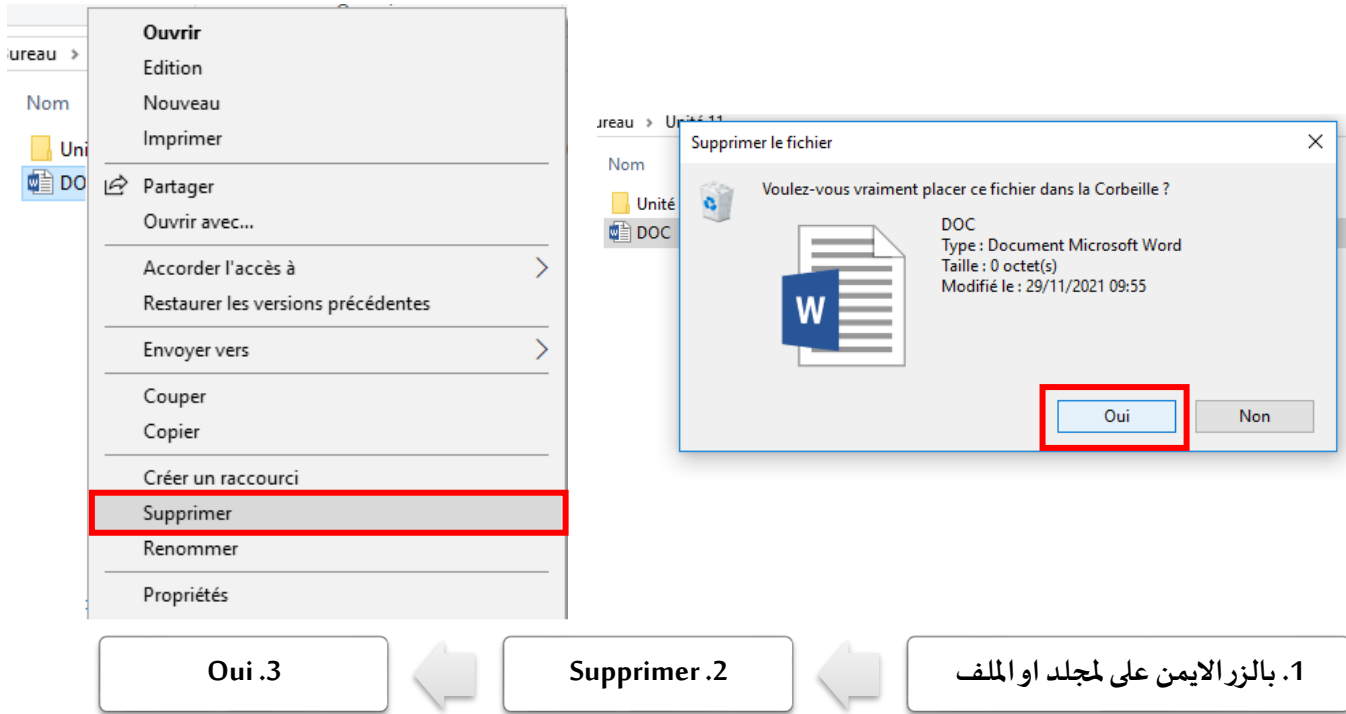 Ouvrir
Edition
Nouveau
Imprimer
Partager
Ouvrir avec...
Accorder l'accès à
Restaurer les versions précédentes
Envoyer vers
Couper
Copier
Créer un raccourci
Supprimer
Renommer
Propriétés
ureau >
Nom
Uni
DO
ureau > Unité 11
Nom
Unité
DOC
Supprimer le fichier
Voulez-vous vraiment placer ce fichier dans la Corbeille ?
DOC
Type : Document Microsoft Word
Taille : 0 octet(s)
Modifié le : 29/11/2021 09:55
W
Oui
Non
1. بالزر الايمن على لمجلد او الملف
2. Supprimer
3. Oui